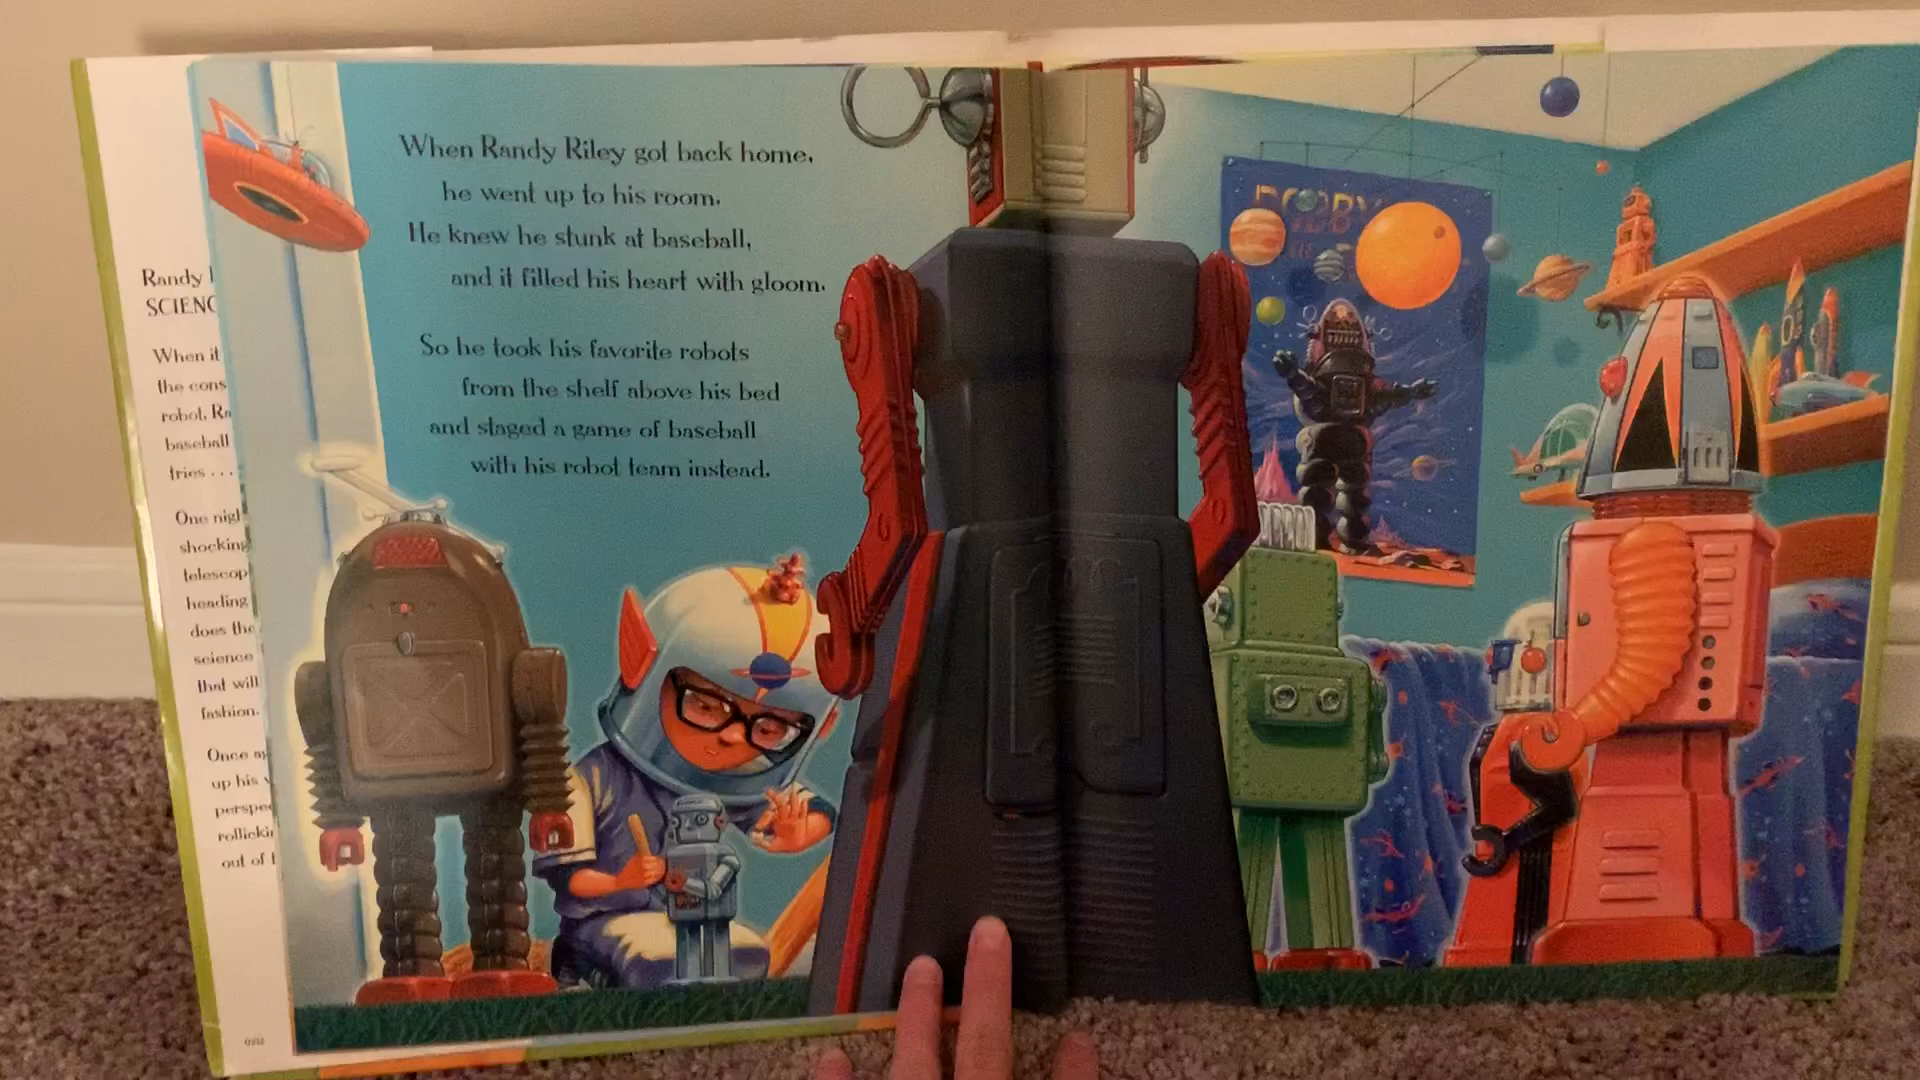 Randy
SCIENC
When it
the cons
robot, Ra
baseball
tries . . .
One nigh
shocking
telescop
heading
does the
science
that will
fashion.
Once a
up his
perspe
rollicki
out of
When Randy Riley got back home,
he went up to his room.
He knew he stunk at baseball,
and it filled his heart with gloom.
So he took his favorite robots
from the shelf above his bed
and staged a game of baseball
with his robot team instead.